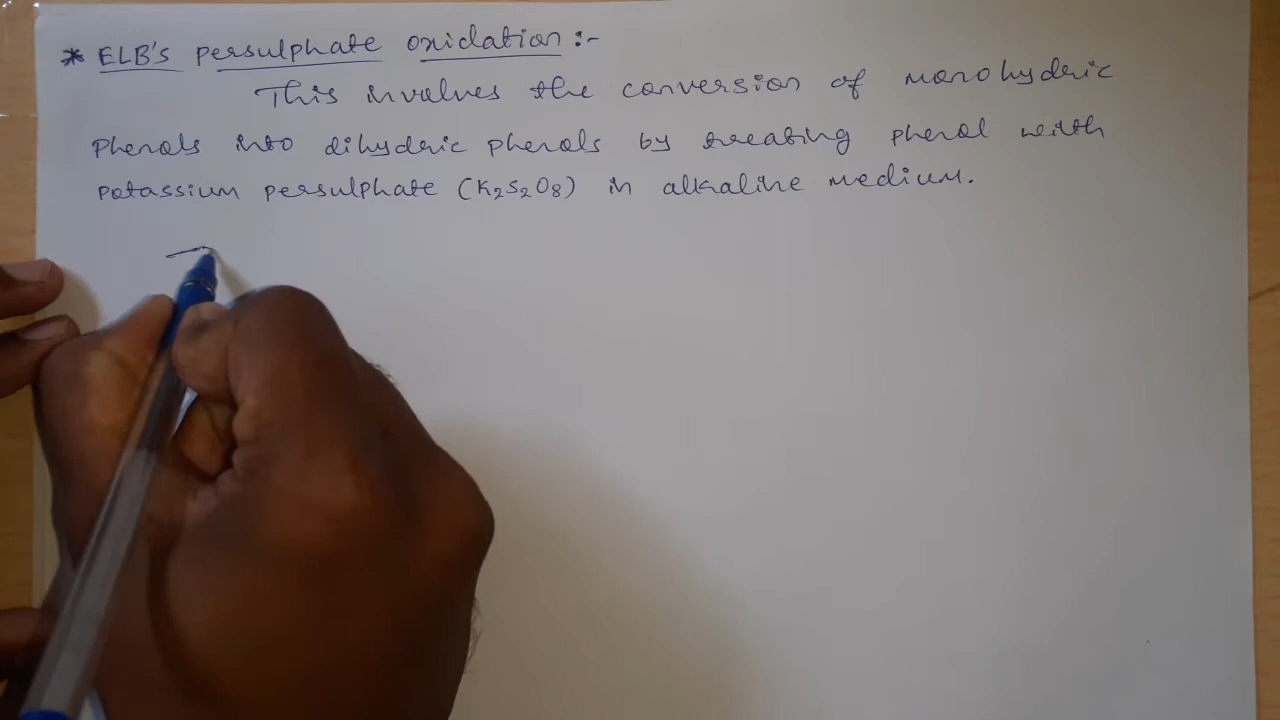 * ELB's persulphate oxidation :-
This involves the conversion of monohydric
phenols into dihydric phenols by treating phenol with
potassium persulphate (K₂S₂O₈) in alkaline medium.